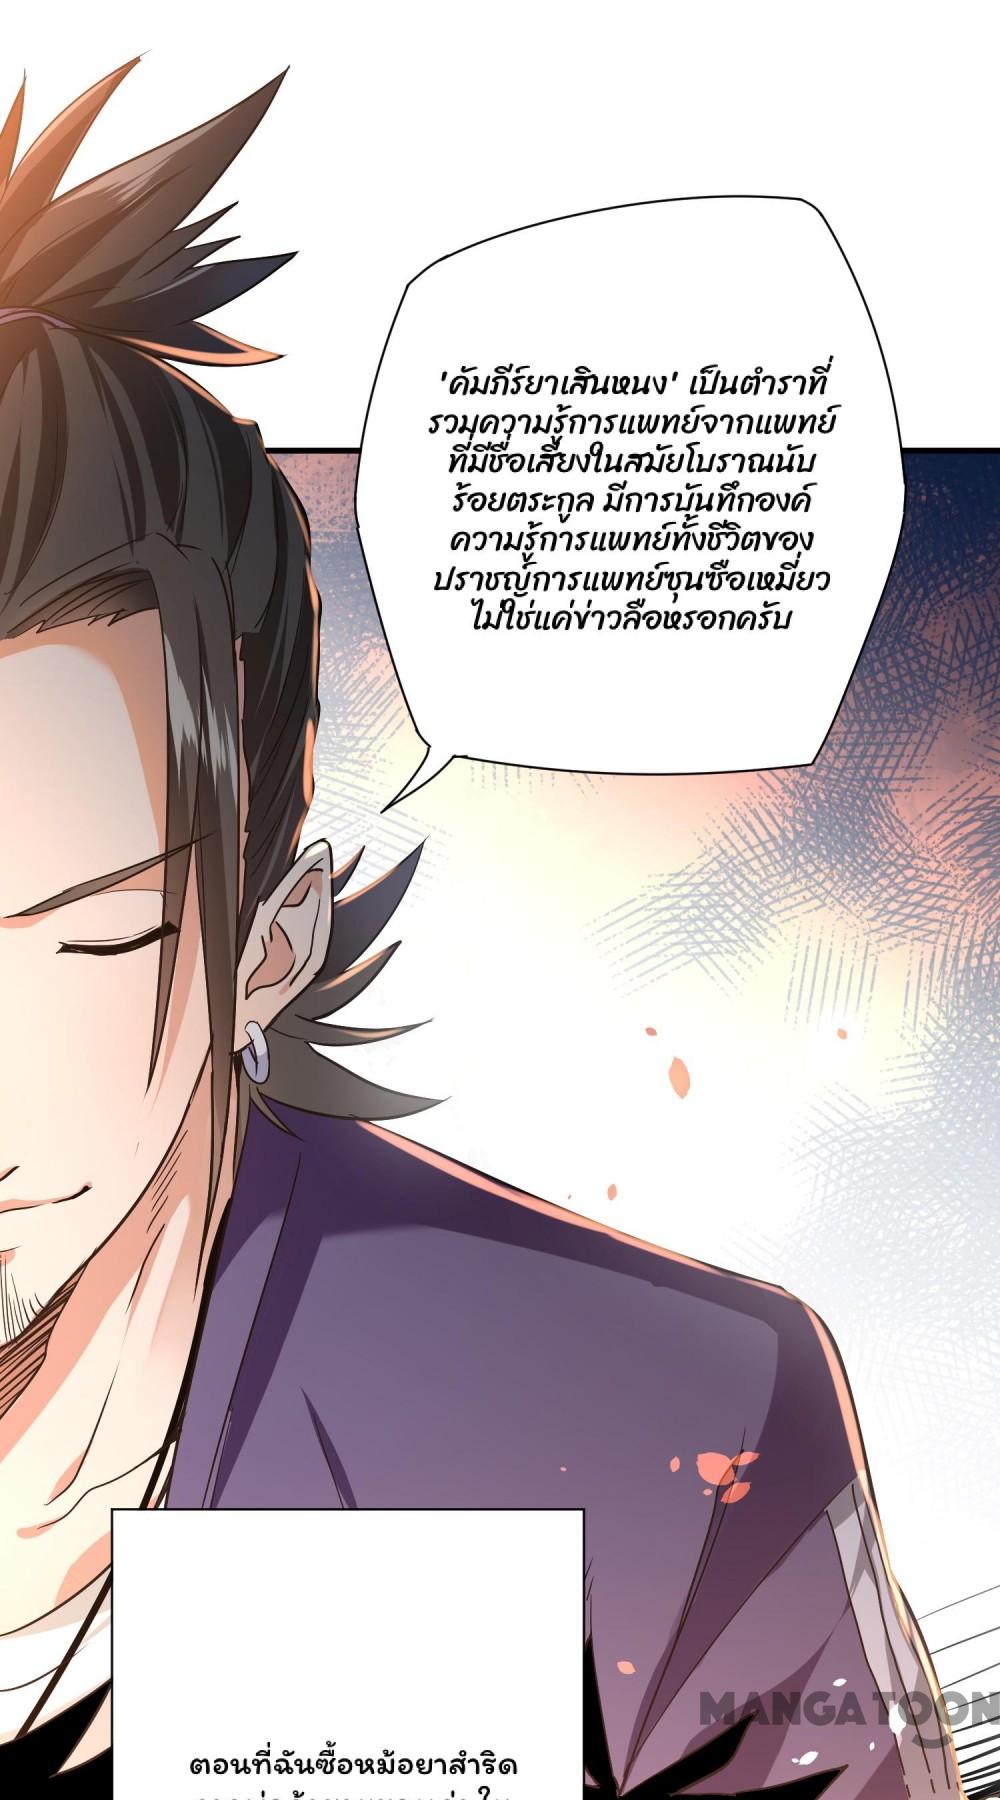 'คัมภีร์ยาเสินหนง' เป็นตำราที่
รวมความรู้การแพทย์จากแพทย์
ที่มีชื่อเสียงในสมัยโบราณนับ
ร้อยตระกูล มีการบันทึกองค์
ความรู้การแพทย์ทั้งชีวิตของ
ปราชญ์การแพทย์ซุนซือเหมี่ยว
ไม่ใช่แค่ข่าวลือหรอกครับ
MANGATOON
ตอนที่ฉันซื้อหม้อยาสำริด